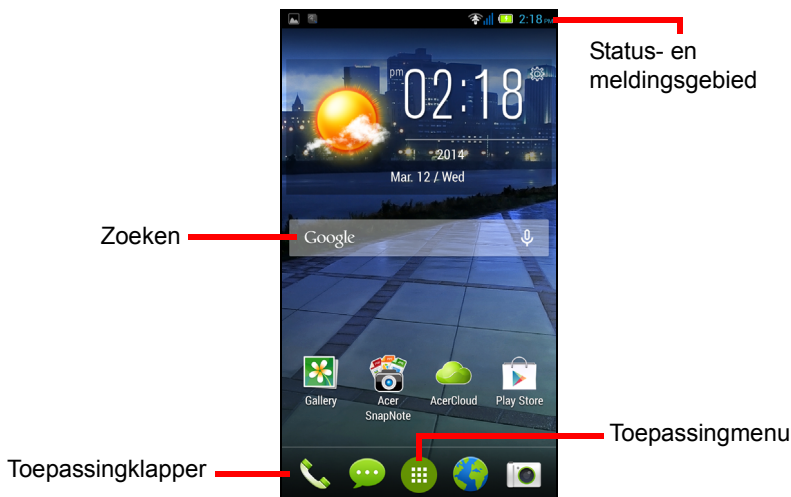 2:18 PM
Status- en
meldingsgebied
pm
02:18
2014
Mar. 12 / Wed
Zoeken
Google
Gallery
Acer
SnapNote
AcerCloud
Play Store
Toepassingmenu
Toepassingklapper